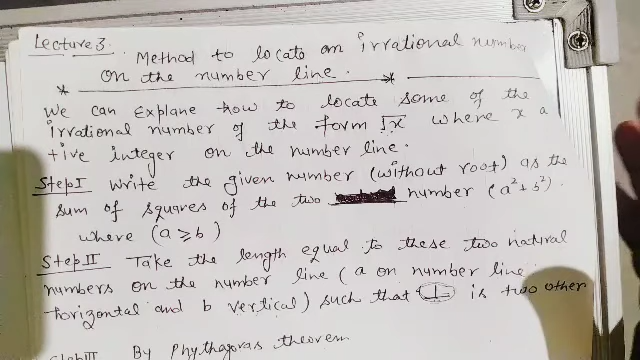 Lecture 3.
Method to locate an irrational number
on the number line.
We can Explane how to locate some of the
irrational number of the form √x where x a
+ive integer on the number line.
Step I Write the given number (without root) as the
sum of squares of the two number (a²+b²).
where (a ≥ b)
Step II Take the length equal to these two natural
numbers on the number line (a on number line
horizontal and b vertical) such that ⊥ is two other
Step III By Phythagoras theorem